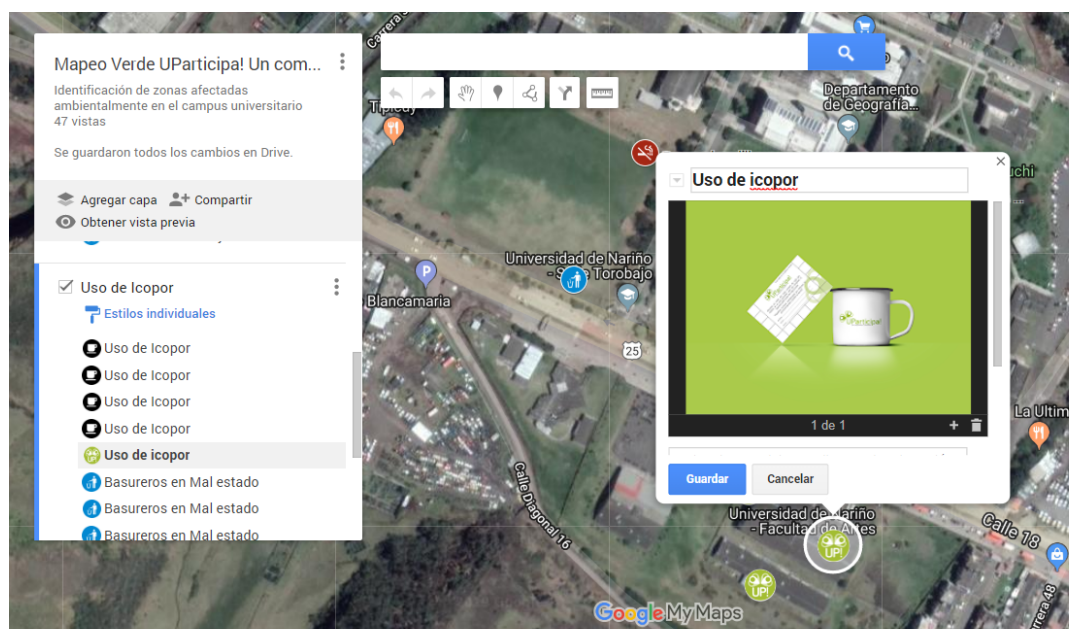 Mapeo Verde UParticipa! Un com...
Identificación de zonas afectadas
ambientalmente en el campus universitario
47 vistas
Se guardaron todos los cambios en Drive.
Agregar capa
Compartir
Obtener vista previa
Uso de Icopor
Estilos individuales
Uso de Icopor
Uso de Icopor
Uso de Icopor
Uso de Icopor
Uso de icopor
Basureros en Mal estado
Basureros en Mal estado
Basureros en Mal estado
Departamento
de Geografía...
Universidad de Nariño
Torobajo
P
Blancamaria
25
Calle Diagonal 16
Uso de icopor
UParticipa!
UParticipa!
1 de 1
Guardar
Cancelar
La Ultim
Universidad de Nariño
- Facultad de Artes
UP!
UP!
Calle 18
Carrera 48
Google My Maps